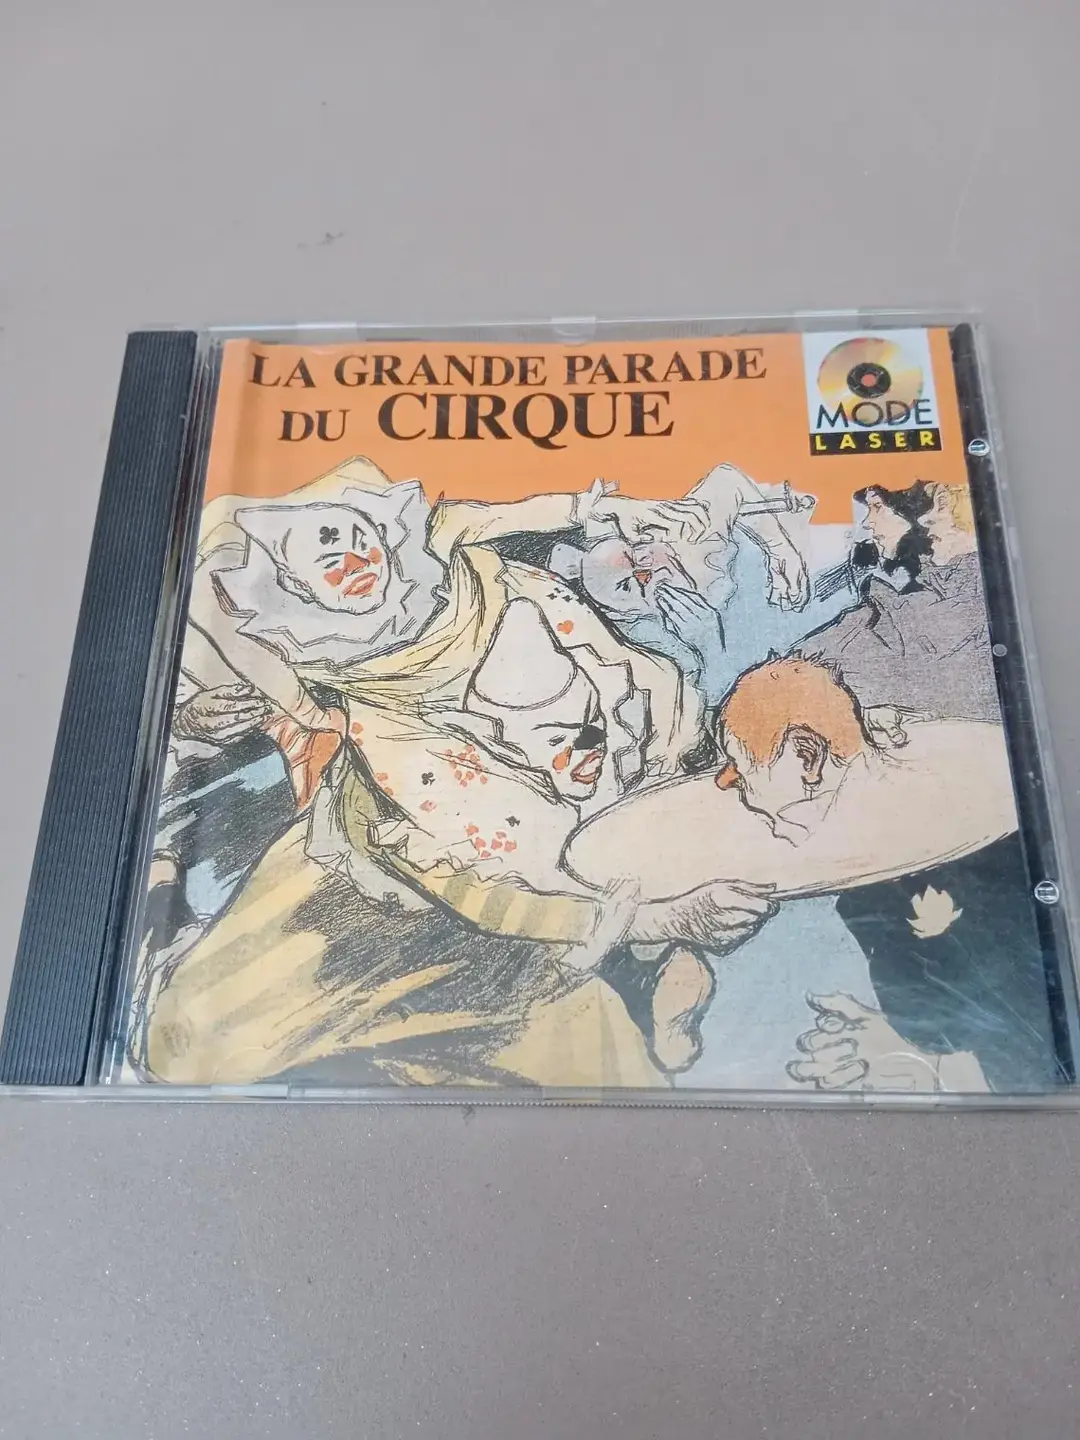 LA GRANDE PARADE
DU CIRQUE
MODE
LASER